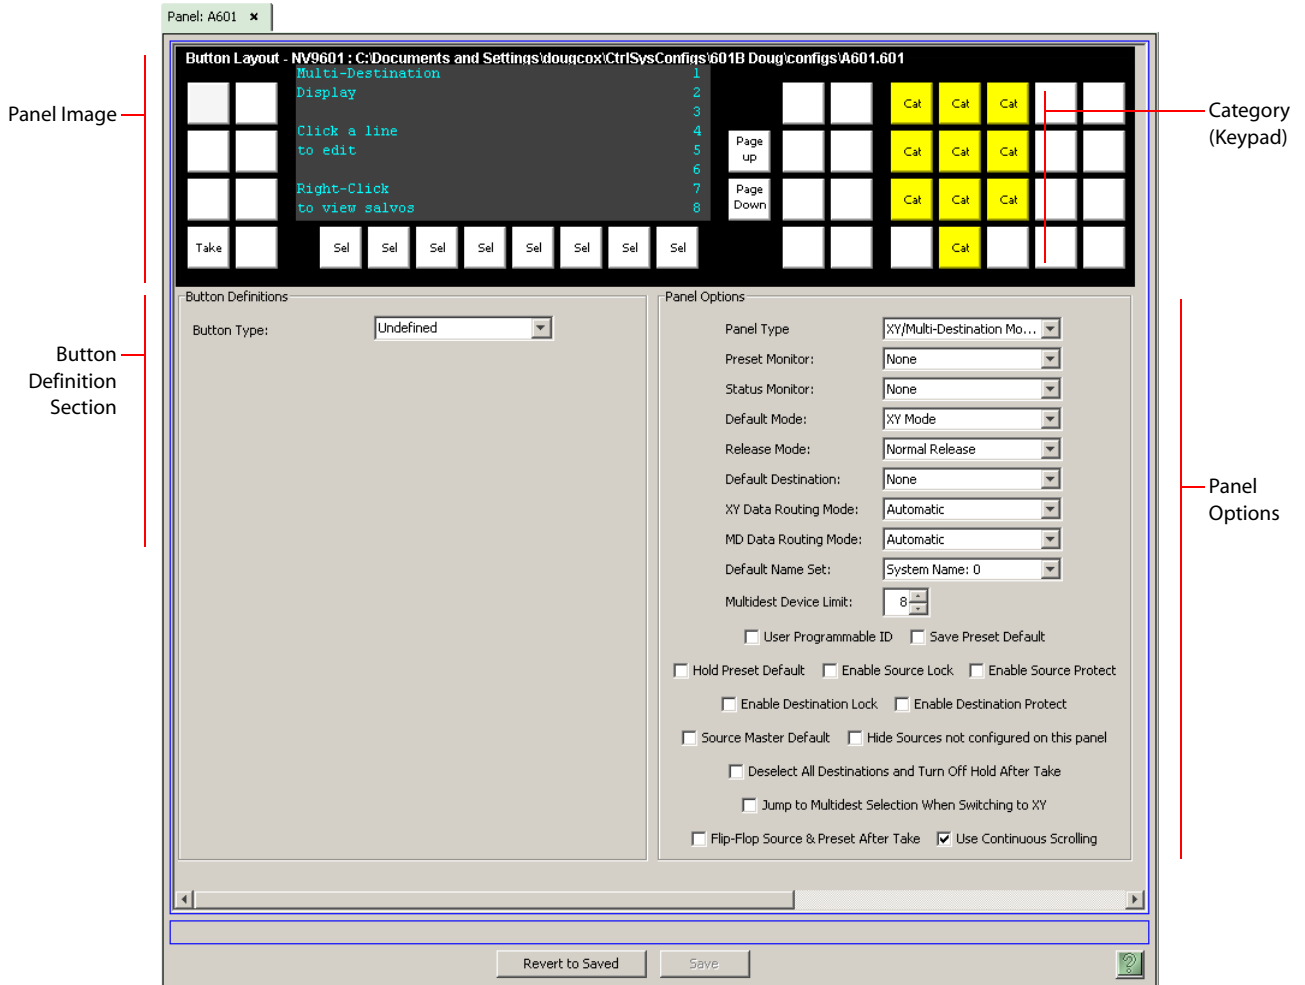 Panel: A601 ×
Button Layout - NV9601 : C:\Documents and Settings\dougcox\CtrlSysConfigs\601B Doug\configs\A601.601
Multi-Destination 1
Display 2
3
Click a line 4
to edit 5
6
Right-Click 7
to view salvos 8
Cat Cat Cat
Page up
Cat Cat Cat
Page Down
Cat Cat Cat
Take
Sel Sel Sel Sel Sel Sel Sel Sel
Cat
Panel Image
Category
(Keypad)
Button
Definition
Section
Button Definitions
Button Type: Undefined
Panel Options
Panel Type XY/Multi-Destination Mo...
Preset Monitor: None
Status Monitor: None
Default Mode: XY Mode
Release Mode: Normal Release
Default Destination: None
XY Data Routing Mode: Automatic
MD Data Routing Mode: Automatic
Default Name Set: System Name: 0
Multidest Device Limit: 8
User Programmable ID Save Preset Default
Hold Preset Default Enable Source Lock Enable Source Protect
Enable Destination Lock Enable Destination Protect
Source Master Default Hide Sources not configured on this panel
Deselect All Destinations and Turn Off Hold After Take
Jump to Multidest Selection When Switching to XY
Flip-Flop Source & Preset After Take Use Continuous Scrolling
Panel
Options
Revert to Saved Save ?